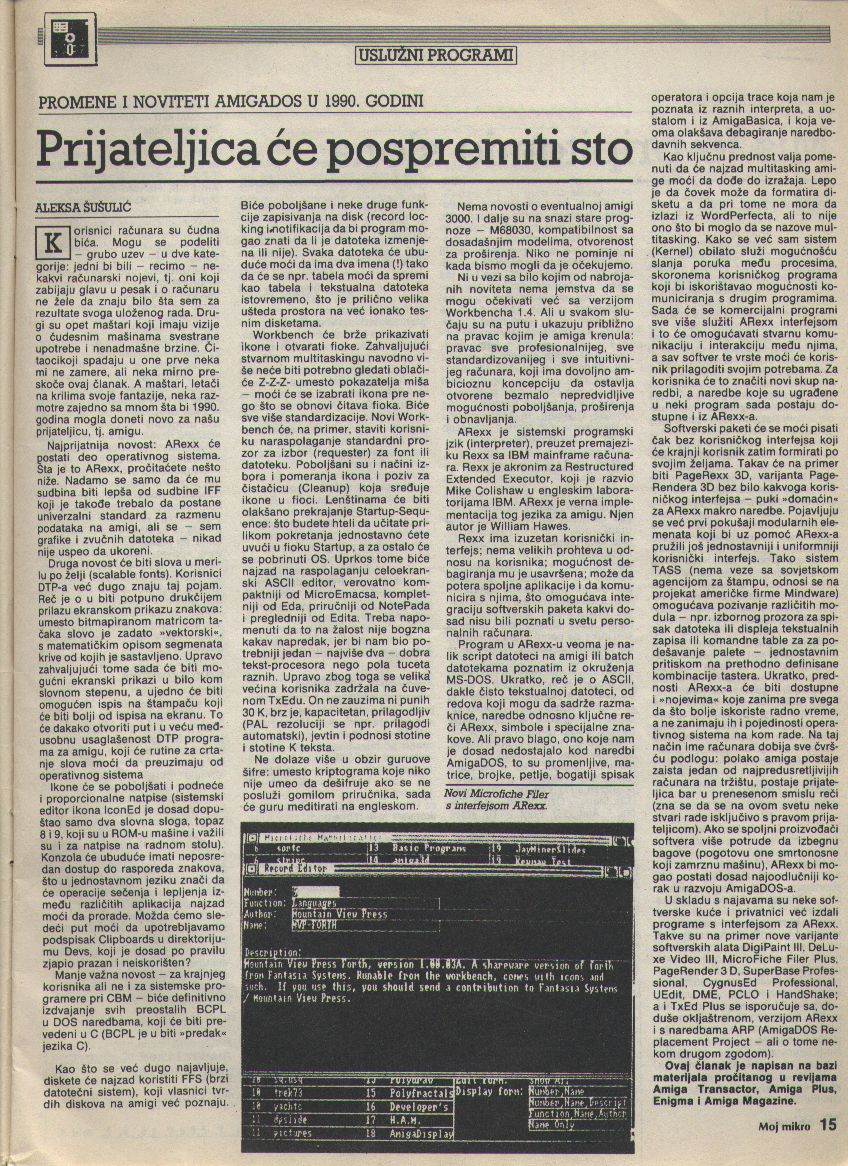 USLUŽNI PROGRAMI
PROMENE I NOVITETI AMIGADOS U 1990. GODINI
Prijateljica će pospremiti sto
ALEKSA ŠUŠULIĆ
Korisnici računara su čudna
bića. Mogu se podeliti
– grubo uzev – u dve kate-
gorije: jedni bi bili – recimo – ne-
kakvi računarski nojevi, tj. oni koji
zabijaju glavu u pesak i o računaru
ne žele da znaju bilo šta sem za
rezultate svoga uloženog rada. Dru-
gi su opet maštari koji imaju vizije
o čudesnim mašinama svestrane
upotrebe i nenadmašne brzine. Či-
taocikoji spadaju u one prve neka
mi ne zamere, ali neka mirno pre-
skoče ovaj članak. A maštari, letači
na krilima svoje fantazije, neka raz-
motre zajedno sa mnom šta bi 1990.
godina mogla doneti novo za našu
prijateljicu, tj. amigu.
Najprijatnija novost: ARexx će
postati deo operativnog sistema.
Šta je to ARexx, pročitaćete nešto
niže. Nadamo se samo da će mu
sudbina biti lepša od sudbine IFF
koji je takođe trebalo da postane
univerzalni standard za razmenu
podataka na amigi, ali se – sem
grafike i zvučnih datoteka – nikad
nije uspeo da ukoreni.
Druga novost će biti slova u meri-
lu po želji (scalable fonts). Korisnici
DTP-a već dugo znaju taj pojam.
Reč je o u biti potpuno drukčijem
prilazu ekranskom prikazu znakova:
umesto bitmapiranom matricom ta-
čaka slovo je zadato »vektorski«,
s matematičkim opisom segmenata
krive od kojih je sastavljeno. Upravo
zahvaljujući tome sada će biti mo-
gućni ekranski prikazi u bilo kom
slovnom stepenu, a ujedno će biti
omogućen ispis na štampaču koji
će biti bolji od ispisa na ekranu. To
će dakako otvoriti put i u veću međ-
usobnu usaglašenost DTP progra-
ma za amigu, koji će rutine za crta-
nje slova moći da preuzimaju od
operativnog sistema
Ikone će se poboljšati i podneće
i proporcionalne natpise (sistemski
editor ikona IconEd je dosad dopu-
štao samo dva slovna sloga, topaz
8 i 9, koji su u ROM-u mašine i važili
su i za natpise na radnom stolu).
Konzola će ubuduće imati neposre-
dan dostup do rasporeda znakova,
što u jednostavnom jeziku znači da
će operacije sečenja i lepljenja iz-
među različitih aplikacija najzad
moći da prorade. Možda ćemo sle-
deći put moći da upotrebljavamo
podspisak Clipboards u direktoriju-
mu Devs, koji je dosad po pravilu
zjapio prazan i neiskorišten?
Manje važna novost – za krajnjeg
korisnika ali ne i za sistemske pro-
gramere pri CBM – biće definitivno
izdvajanje svih preostalih BCPL
u DOS naredbama, koji će biti pre-
vedeni u C (BCPL je u biti »predak«
jezika C).
Kao što se već dugo najavljuje,
diskete će najzad koristiti FFS (brzi
datotečni sistem), koji vlasnici tvr-
dih diskova na amigi već poznaju.
Biće poboljšane i neke druge funk-
cije zapisivanja na disk (record loc-
king i notifikacija da bi program mo-
gao znati da li je datoteka izmenje-
na ili nije). Svaka datoteka će ubu-
duće moći da ima dva imena (!) tako
da će se npr. tabela moći da spremi
kao tabela i tekstualna datoteka
istovremeno, što je prilično velika
ušteda prostora na već ionako tes-
nim disketama.
Workbench će brže prikazivati
ikone i otvarati fioke. Zahvaljujući
stvarnom multitaskingu navodno vi-
še neće biti potrebno gledati oblači-
će Z-Z-Z- umesto pokazatelja miša
– moći će se izabrati ikona pre ne-
go što se obnovi čitava fioka. Biće
sve više standardizacije. Novi Work-
bench će, na primer, staviti korisni-
ku naraspolaganje standardni pro-
zor za izbor (requester) za font ili
datoteku. Poboljšani su i načini iz-
bora i pomeranja ikona i poziv za
čistačicu (Cleanup) koja sređuje
ikone u fioci. Lenštinama će biti
olakšano prekrajanje Startup-Sequ-
ence: što budete hteli da učitate pri-
likom pokretanja jednostavno ćete
uvući u fioku Startup, a za ostalo će
se pobrinuti OS. Uprkos tome biće
najzad na raspolaganju celoekran-
ski ASCII editor, verovatno kom-
paktniji od MicroEmacsa, komplet-
niji od Eda, priručniji od NotePada
i pregledniji od Edita. Treba napo-
menuti da to na žalost nije bogzna
kakav napredak, jer bi nam bio po-
trebniji jedan – najviše dva – dobra
tekst-procesora nego pola tuceta
raznih. Upravo zbog toga se velika
većina korisnika zadržala na čuve-
nom TxEdu. On ne zauzima ni punih
30 K, brz je, kapacitetan, prilagodljiv
(PAL rezoluciji se npr. prilagodi
automatski), jevtin i podnosi stotine
i stotine K teksta.
Ne dolaze više u obzir guruove
šifre: umesto kriptograma koje niko
nije umeo da dešifruje ako se ne
posluži gomilom priručnika, sada
će guru meditirati na engleskom.
Nema novosti o eventualnoj amigi
3000. I dalje su na snazi stare prog-
noze – M68030, kompatibilnost sa
dosadašnjim modelima, otvorenost
za proširenja. Niko ne pominje ni
kada bismo mogli da je očekujemo.
Ni u vezi sa bilo kojim od nabroja-
nih noviteta nema jemstva da se
mogu očekivati već sa verzijom
Workbencha 1.4. Ali u svakom slu-
čaju su na putu i ukazuju približno
na pravac kojim je amiga krenula:
pravac sve profesionalnijeg, sve
standardizovanijeg i sve intuitivni-
jeg računara, koji ima dovoljno am-
bicioznu koncepciju da ostavlja
otvorene bezmalo nepredvidljive
mogućnosti poboljšanja, proširenja
i obnavljanja.
ARexx je sistemski programski
jzik (interpreter), preuzet premajezi-
ku Rexx sa IBM mainframe računa-
ra. Rexx je akronim za Restructured
Extended Executor, koji je razvio
Mike Colishaw u engleskim labora-
torijama IBM. ARexx je verna imple-
mentacija tog jezika za amigu. Njen
autor je William Hawes.
Rexx ima izuzetan korisnički in-
terfejs; nema velikih prohteva u od-
nosu na korisnika; mogućnost de-
bagiranja mu je usavršena; može da
potera spoljne aplikacije i da komu-
nicira s njima, što omogućava inte-
graciju softverskih paketa kakvi do-
sad nisu bili poznati u svetu perso-
nalnih računara.
Program u ARexx-u veoma je na-
lik script datoteci na amigi ili batch
datotekama poznatim iz okruženja
MS-DOS. Ukratko, reč je o ASCII,
dakle čisto tekstualnoj datoteci, od
redova koji mogu da sadrže razma-
knice, naredbe odnosno ključne re-
či ARexx, simbole i specijalne zna-
kove. Ali pravo blago, ono koje nam
je dosad nedostajalo kod naredbi
AmigaDOS, to su promenljive, ma-
trice, brojke, petlje, bogatiji spisak
Novi Microfiche Filer
s interfejsom ARexx.
6 sortc 13 Basic Programs 19 JayMinerSlides
6 stripc 14 amiga3d 19 Keymap Test
Record Editor
Number:
Function: Languages
Author: Mountain View Press
Name: MVP-FORTH
Description:
Mountain View Press Forth, version 1.00.03A. A shareware version of Forth
from Fantasia Systems. Runable from the workbench, comes with icons and
such. If you use this, you should send a contribution to Fantasia Systems
/ Mountain View Press.
10 sq.usq 15 Polydraw Edit form: Show All
10 trek73 15 Polyfractals Display form: Number,Name
10 yachtc 16 Developer's Number,Name,Descript
11 dpslide 17 H.A.M. Function,Name,Author
11 pictures 18 AmigaDisplay Name Only
operatora i opcija trace koja nam je
poznata iz raznih interpreta, a uo-
stalom i iz AmigaBasica, i koja ve-
oma olakšava debagiranje naredbo-
davnih sekvenca.
Kao ključnu prednost valja pome-
nuti da će najzad multitasking ami-
ge moći da dođe do izražaja. Lepo
je da čovek može da formatira di-
sketu a da pri tome ne mora da
izlazi iz WordPerfecta, ali to nije
ono što bi moglo da se nazove mul-
titasking. Kako se već sam sistem
(Kernel) obilato služi mogućnošću
slanja poruka među procesima,
skoronema korisničkog programa
koji bi iskorištavao mogućnosti ko-
municiranja s drugim programima.
Sada će se komercijalni programi
sve više služiti ARexx interfejsom
i to će omogućavati stvarnu komu-
nikaciju i interakciju među njima,
a sav softver te vrste moći će koris-
nik prilagoditi svojim potrebama. Za
korisnika će to značiti novi skup na-
redbi, a naredbe koje su ugrađene
u neki program sada postaju do-
stupne i iz ARexx-a.
Softverski paketi će se moći pisati
čak bez korisničkog interfejsa koji
će krajnji korisnik zatim formirati po
svojim željama. Takav će na primer
biti PageRexx 3D, varijanta Page-
Rendera 3D bez bilo kakvoga koris-
ničkog interfejsa – puki »domaćin«
za ARexx makro naredbe. Pojavljuju
se već prvi pokušaji modularnih ele-
menata koji bi uz pomoć ARexx-a
pružili još jednostavniji i uniformniji
korisnički interfejs. Tako sistem
TASS (nema veze sa sovjetskom
agencijom za štampu, odnosi se na
projekat američke firme Mindware)
omogućava pozivanje različitih mo-
dula – npr. izbornog prozora za spi-
sak datoteka ili displeja tekstualnih
zapisa ili komandne table za za po-
dešavanje palete – jednostavnim
pritiskom na prethodno definisane
kombinacije tastera. Ukratko, pred-
nosti ARexx-a će biti dostupne
i »nojevima« koje zanima pre svega
da što bolje iskoriste radno vreme,
a ne zanimaju ih i pojedinosti opera-
tivnog sistema na kom rade. Na taj
način ime računara dobija sve čvrš-
ću podlogu: polako amiga postaje
zaista jedan od najpredusretljivijih
računara na tržištu, postaje prijate-
ljica bar u prenesenom smislu reči
(zna se da se na ovom svetu neke
stvari rade isključivo s pravom prija-
teljicom). Ako se spoljni proizvođači
softvera više potrude da izbegnu
bagove (pogotovu one smrtonosne
koji zamrznu mašinu), ARexx bi mo-
gao postati dosad najoodlučniji ko-
rak u razvoju AmigaDOS-a.
U skladu s najavama su neke sof-
tverske kuće i privatnici već izdali
programe s interfejsom za ARexx.
Takve su na primer nove varijante
softverskih alata DigiPaint III, DeLu-
xe Video III, MicroFiche Filer Plus,
PageRender 3 D, SuperBase Profes-
sional, CygnusEd Professional,
UEdit, DME, PCLO i HandShake;
a i TxEd Plus se isporučuje sa, do-
duše okljaštrenom, verzijom ARexx
i s naredbama ARP (AmigaDOS Re-
placement Project – ali o tome ne-
kom drugom zgodom).
Ovaj članak je napisan na bazi
materijala pročitanog u revijama
Amiga Transactor, Amiga Plus,
Enigma i Amiga Magazine.
Moj mikro 15